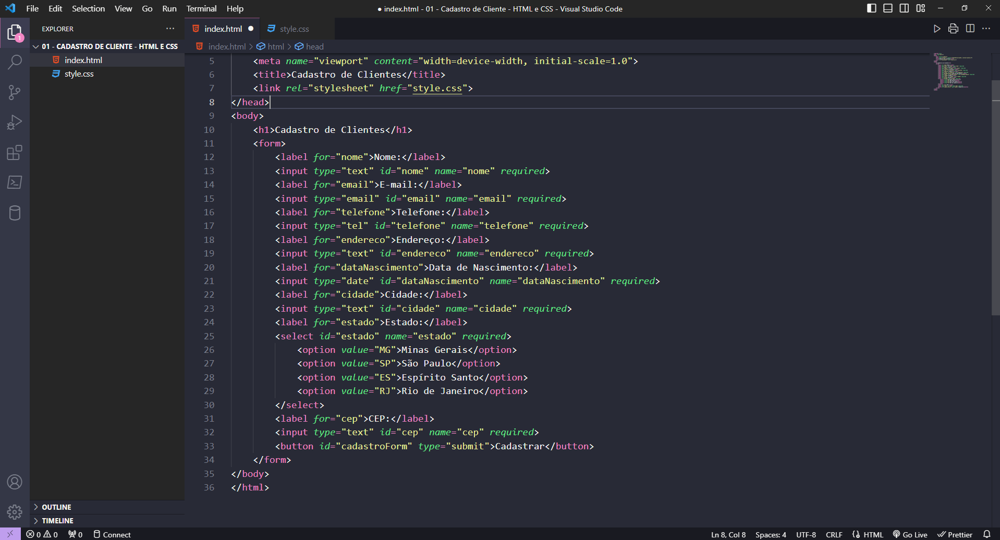 File Edit Selection View Go Run Terminal Help
● index.html - 01 - Cadastro de Cliente - HTML e CSS - Visual Studio Code
1
EXPLORER
01 - CADASTRO DE CLIENTE - HTML E CSS
index.html
style.css
OUTLINE
TIMELINE
index.html ● style.css
index.html > html > head
5 <meta name="viewport" content="width=device-width, initial-scale=1.0">
6 <title>Cadastro de Clientes</title>
7 <link rel="stylesheet" href="style.css">
8 </head>
9 <body>
10 <h1>Cadastro de Clientes</h1>
11 <form>
12 <label for="nome">Nome:</label>
13 <input type="text" id="nome" name="nome" required>
14 <label for="email">E-mail:</label>
15 <input type="email" id="email" name="email" required>
16 <label for="telefone">Telefone:</label>
17 <input type="tel" id="telefone" name="telefone" required>
18 <label for="endereco">Endereço:</label>
19 <input type="text" id="endereco" name="endereco" required>
20 <label for="dataNascimento">Data de Nascimento:</label>
21 <input type="date" id="dataNascimento" name="dataNascimento" required>
22 <label for="cidade">Cidade:</label>
23 <input type="text" id="cidade" name="cidade" required>
24 <label for="estado">Estado:</label>
25 <select id="estado" name="estado" required>
26 <option value="MG">Minas Gerais</option>
27 <option value="SP">São Paulo</option>
28 <option value="ES">Espírito Santo</option>
29 <option value="RJ">Rio de Janeiro</option>
30 </select>
31 <label for="cep">CEP:</label>
32 <input type="text" id="cep" name="cep" required>
33 <button id="cadastroForm" type="submit">Cadastrar</button>
34 </form>
35 </body>
36 </html>
0 0 0 Connect
Ln 8, Col 8 Spaces: 4 UTF-8 CRLF HTML Go Live Prettier